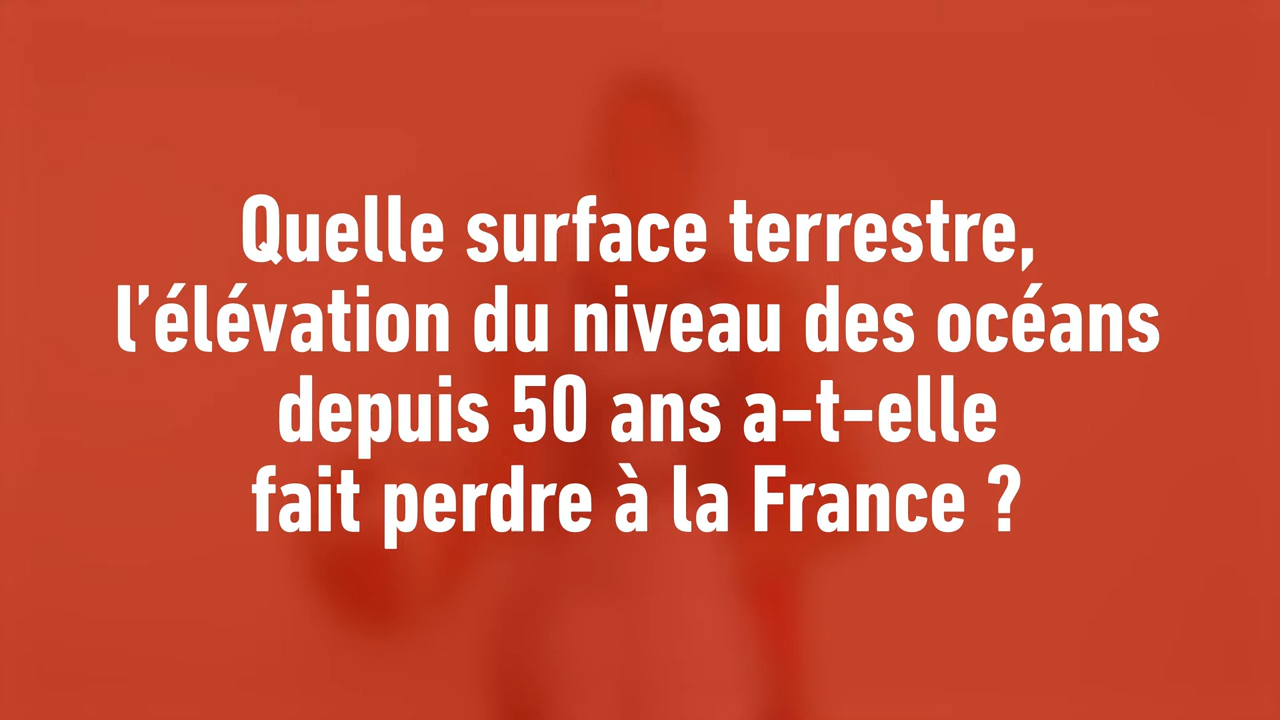 Quelle surface terrestre,
l’élévation du niveau des océans
depuis 50 ans a-t-elle
fait perdre à la France ?